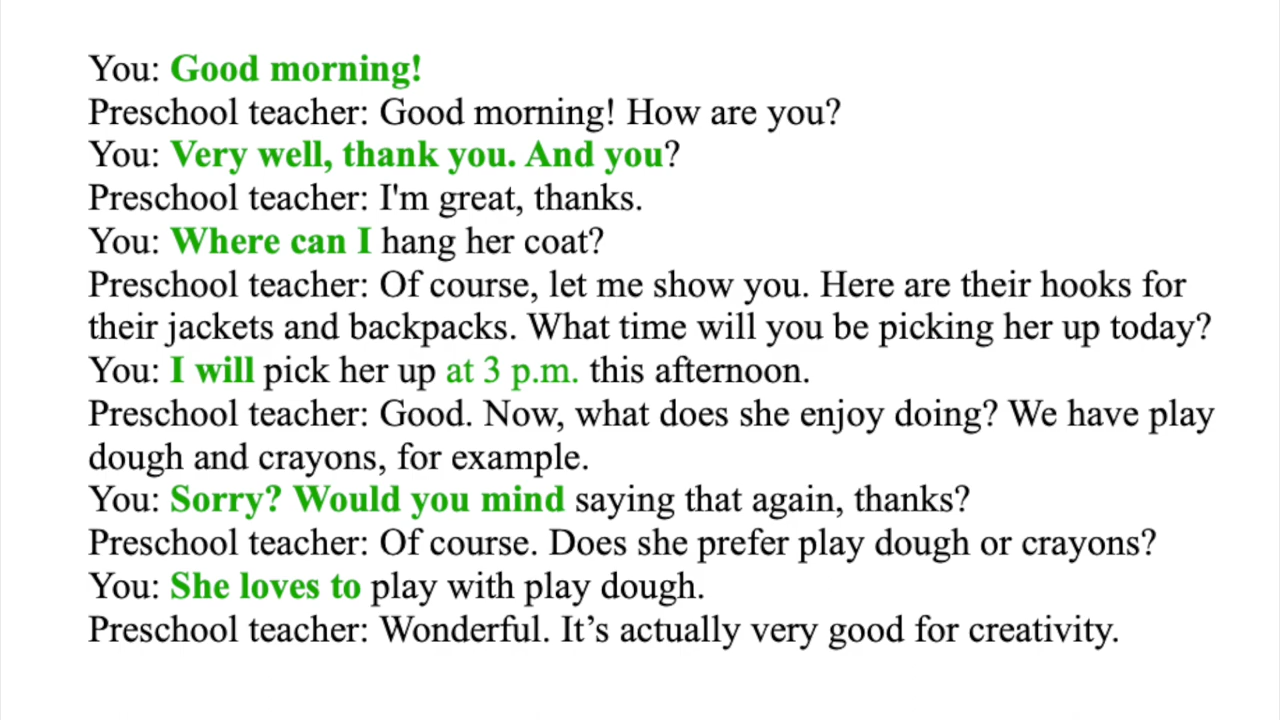 You: Good morning!
Preschool teacher: Good morning! How are you?
You: Very well, thank you. And you?
Preschool teacher: I'm great, thanks.
You: Where can I hang her coat?
Preschool teacher: Of course, let me show you. Here are their hooks for
their jackets and backpacks. What time will you be picking her up today?
You: I will pick her up at 3 p.m. this afternoon.
Preschool teacher: Good. Now, what does she enjoy doing? We have play
dough and crayons, for example.
You: Sorry? Would you mind saying that again, thanks?
Preschool teacher: Of course. Does she prefer play dough or crayons?
You: She loves to play with play dough.
Preschool teacher: Wonderful. It’s actually very good for creativity.